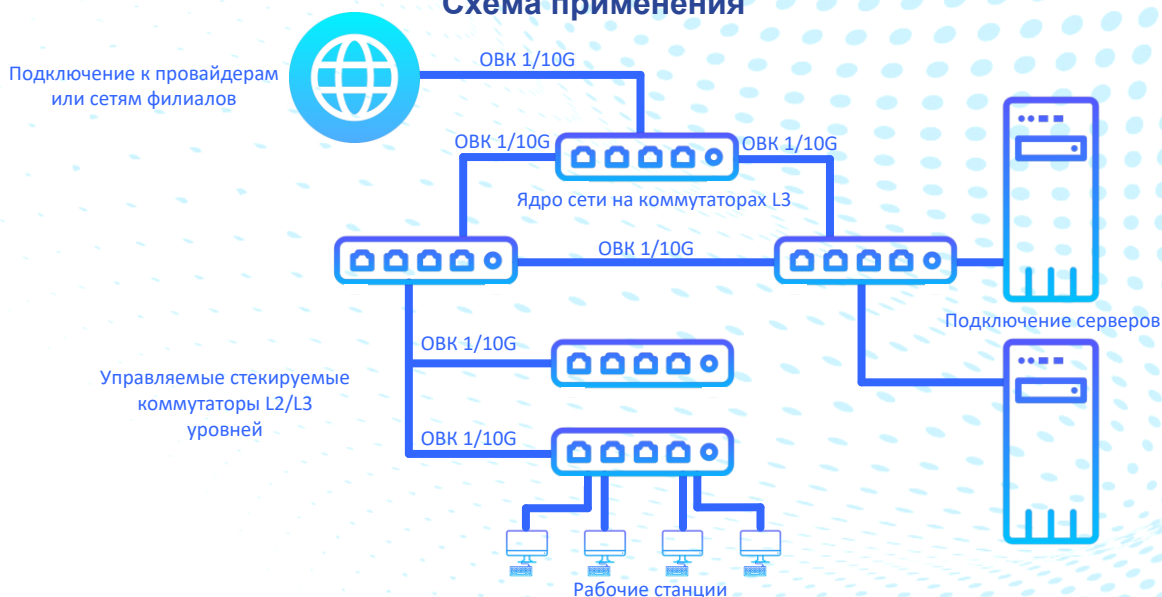 Схема применения
ОВК 1/10G
Подключение к провайдерам
или сетям филиалов
ОВК 1/10G
ОВК 1/10G
Ядро сети на коммутаторах L3
ОВК 1/10G
Подключение серверов
ОВК 1/10G
Управляемые стекируемые
коммутаторы L2/L3
уровней
ОВК 1/10G
Рабочие станции